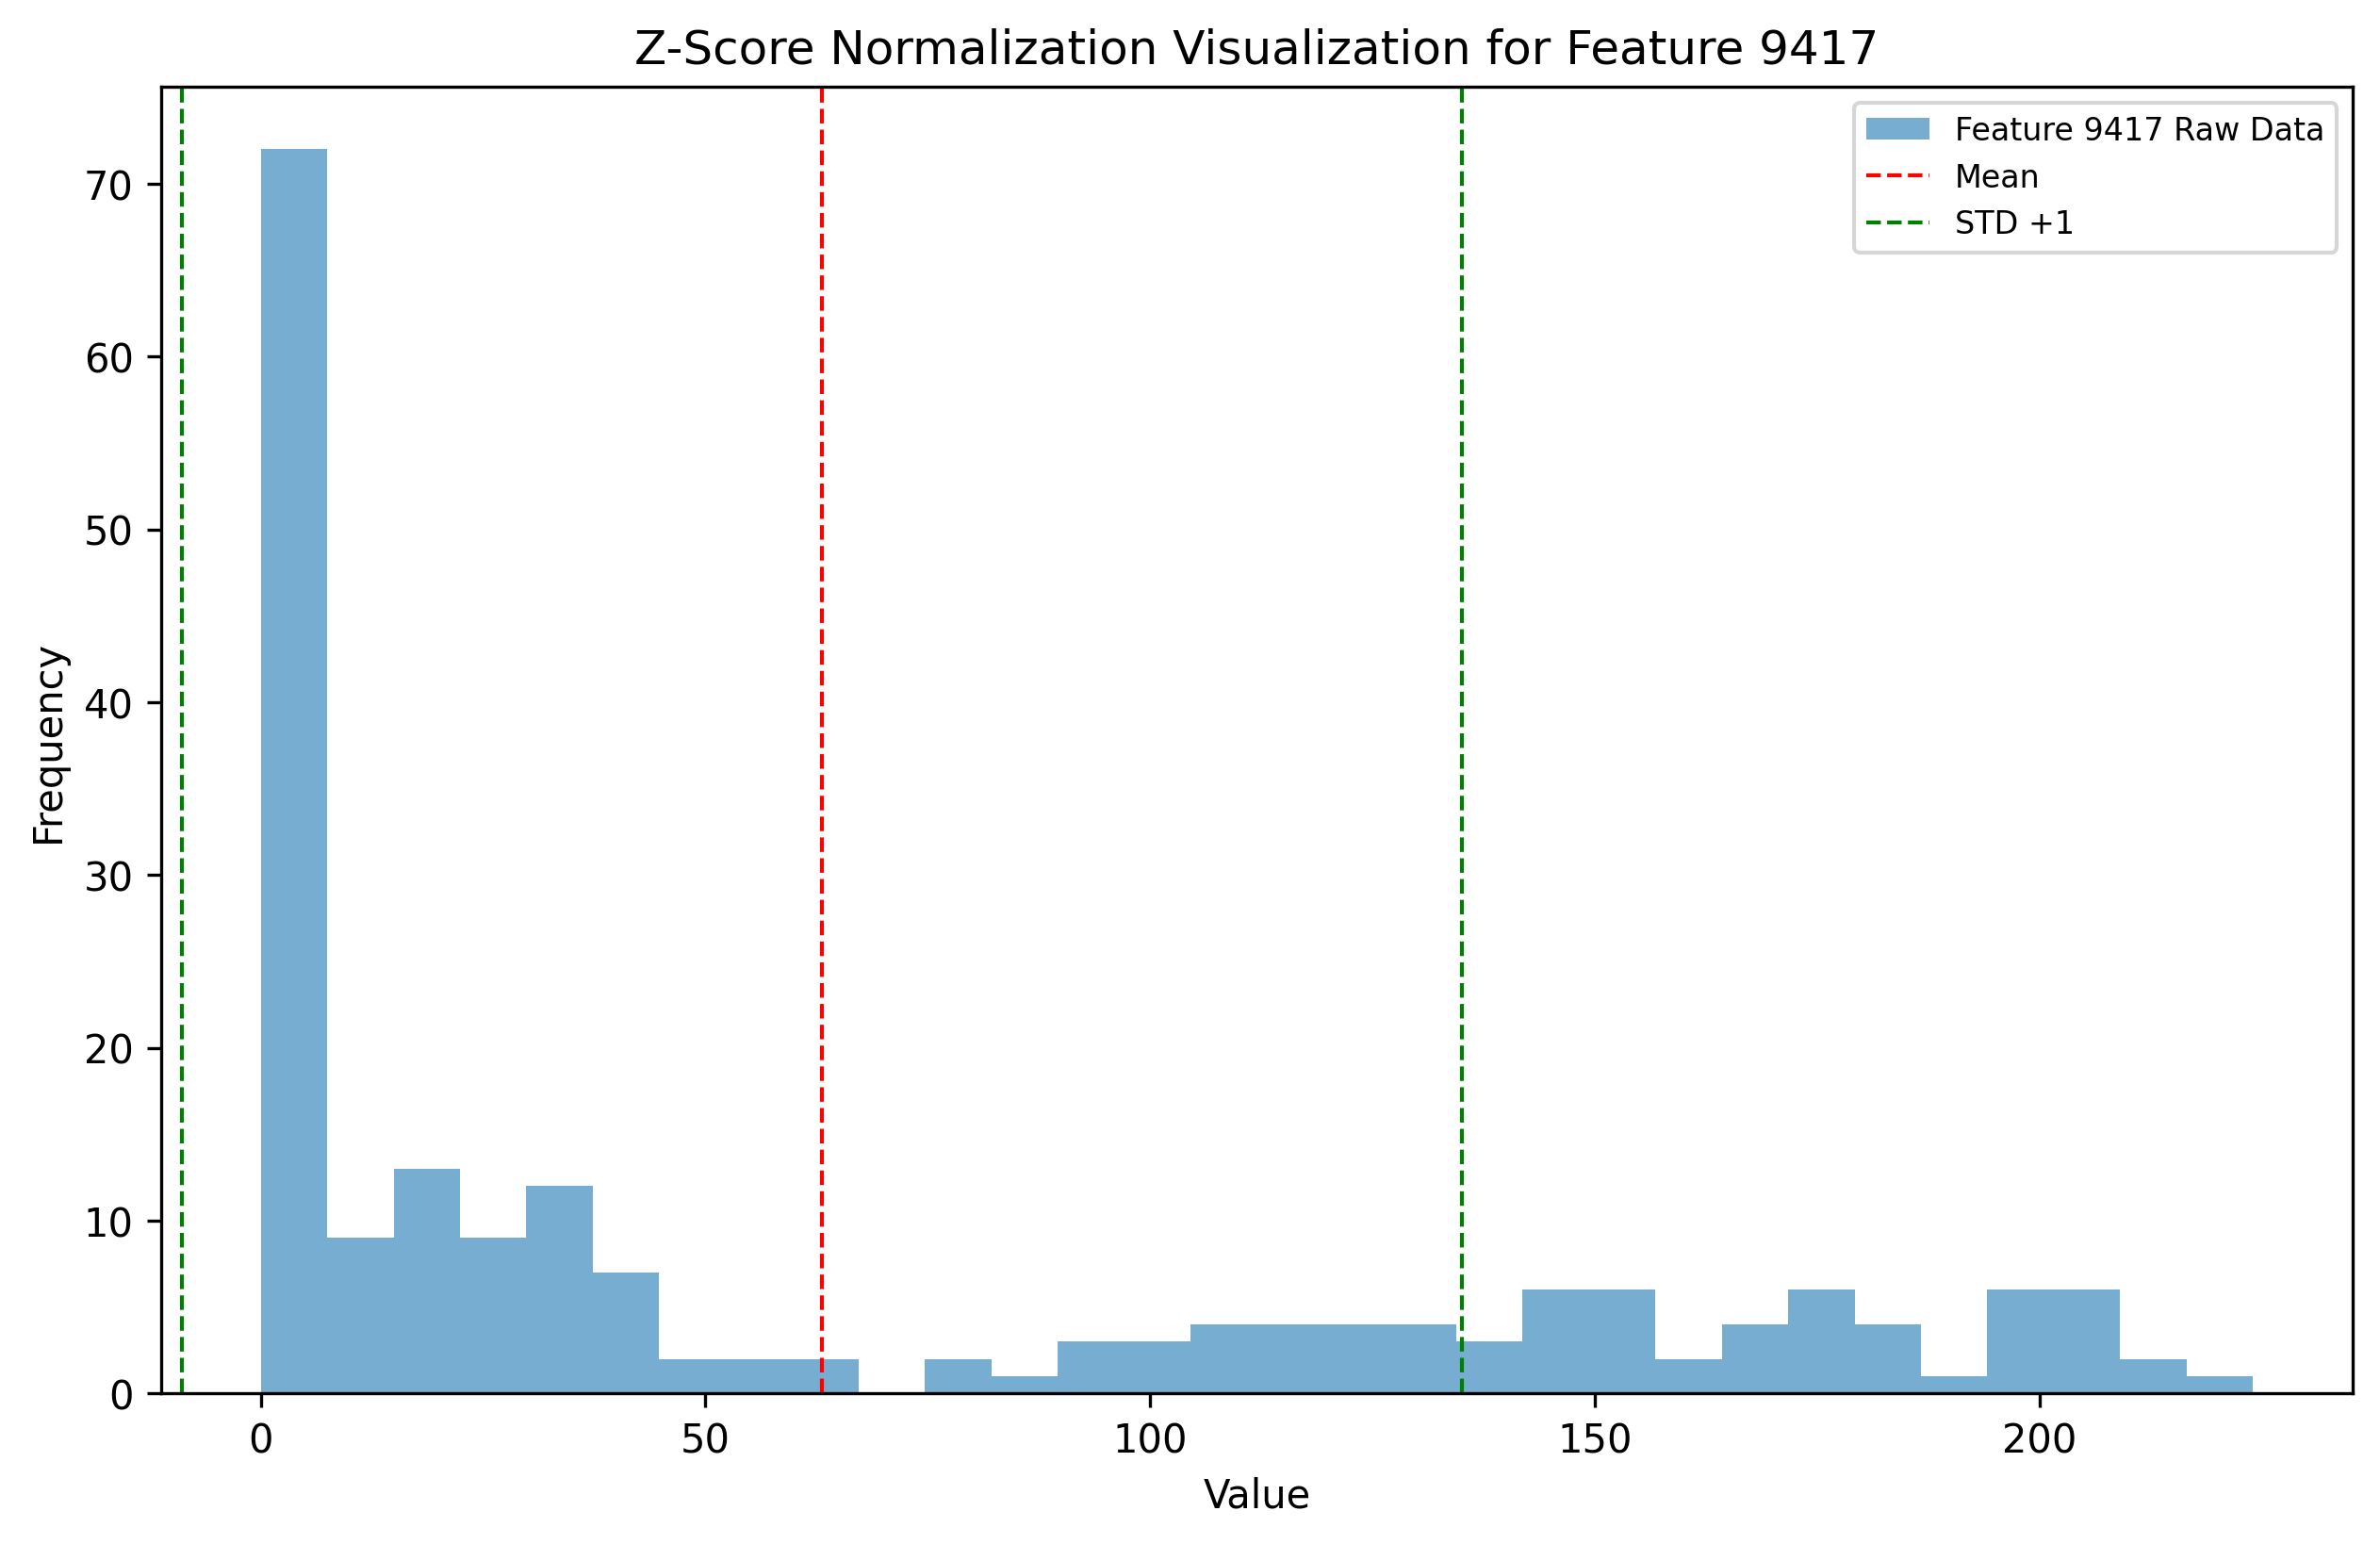 Z-Score Normalization Visualization for Feature 9417
Feature 9417 Raw Data
Mean
STD +1
70
60
50
40
30
20
10
0
Frequency
0 50 100 150 200
Value